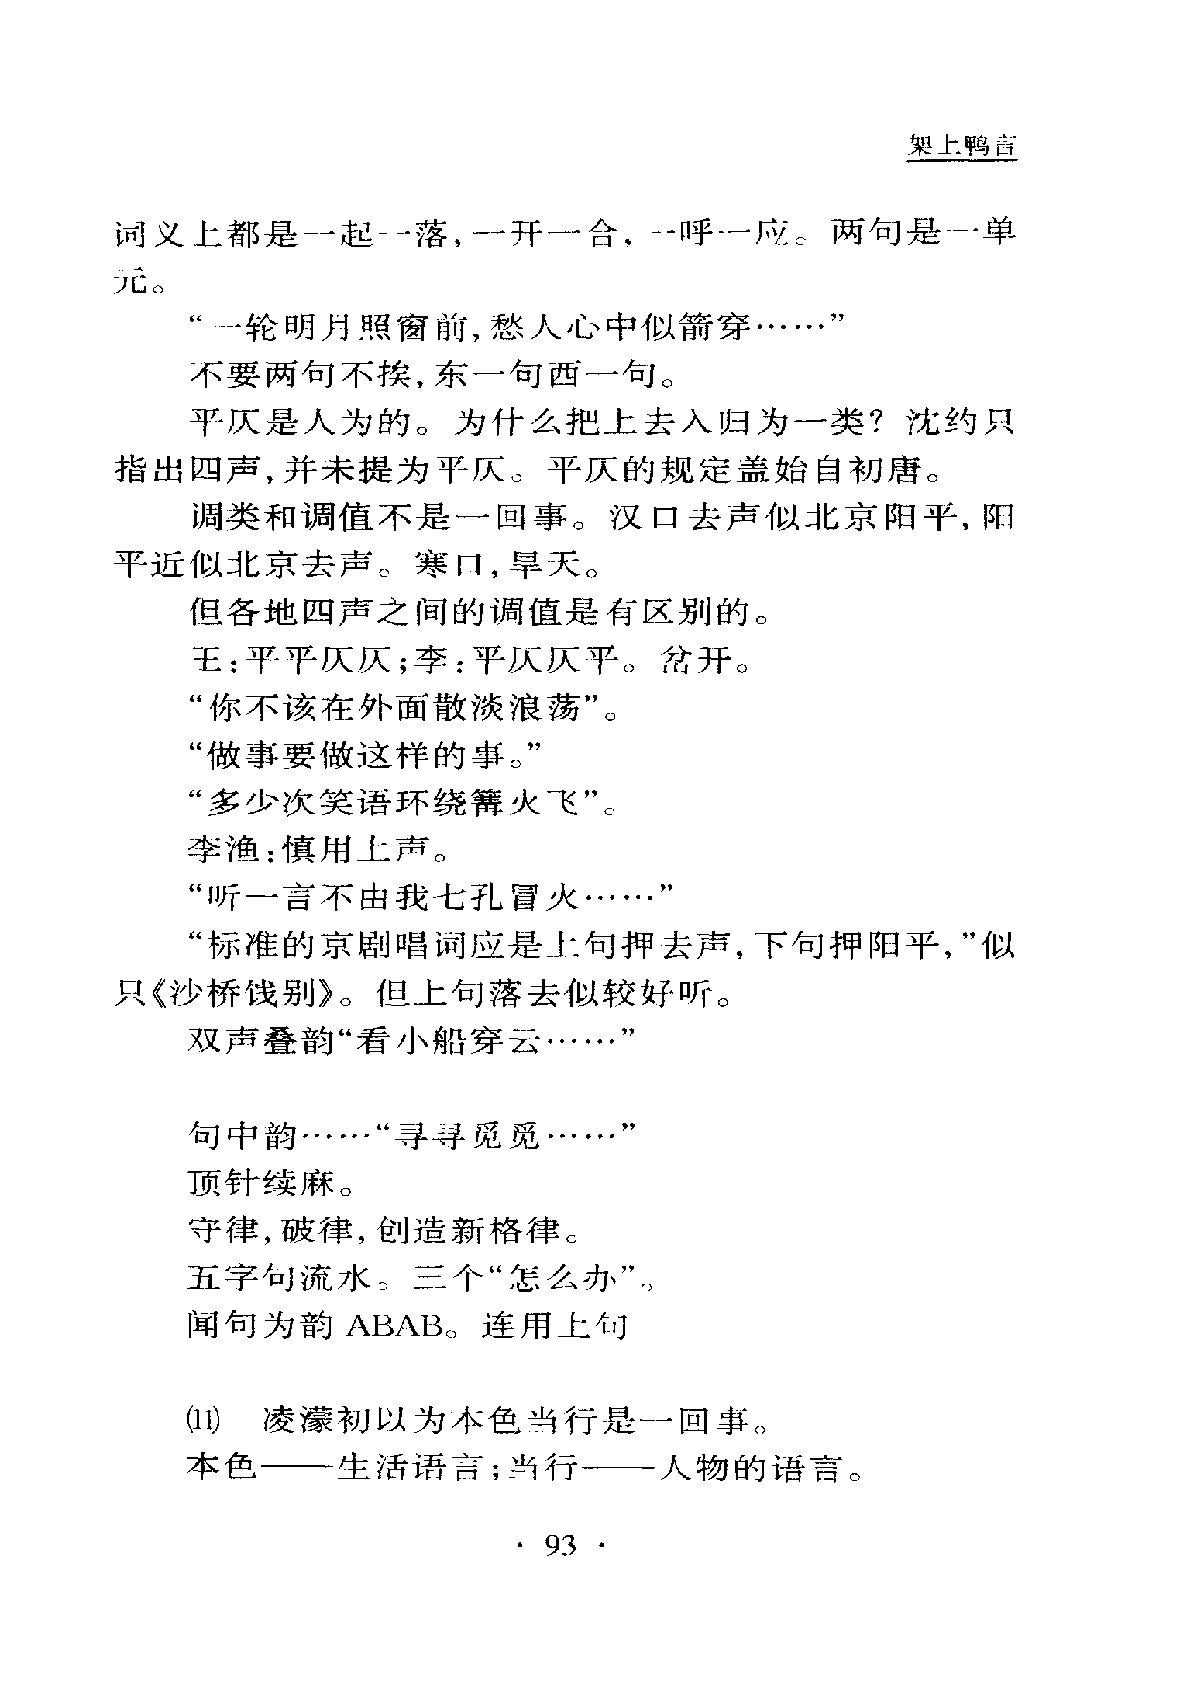 架上鸭言
词义上都是一起一落,一开一合,一呼一应。两句是一单
元。
“一轮明月照窗前,愁人心中似箭穿……”
不要两句不挨,东一句西一句。
平仄是人为的。为什么把上去入归为一类?沈约只
指出四声,并未提为平仄。平仄的规定盖始自初唐。
调类和调值不是一回事。汉口去声似北京阳平,阳
平近似北京去声。寒口,旱天。
但各地四声之间的调值是有区别的。
王:平平仄仄;李:平仄仄平。岔开。
“你不该在外面散淡浪荡”。
“做事要做这样的事。”
“多少次笑语环绕篝火飞”。
李渔:慎用上声。
“听一言不由我七孔冒火……”
“标准的京剧唱词应是上句押去声,下句押阳平,”似
只《沙桥饯别》。但上句落去似较好听。
双声叠韵“看小船穿云……”
句中韵……“寻寻觅觅……”
顶针续麻。
守律,破律,创造新格律。
五字句流水。三个“怎么办”。
闻句为韵 ABAB。连用上句
⑾ 凌濛初以为本色当行是一回事。
本色——生活语言;当行——人物的语言。
· 93 ·